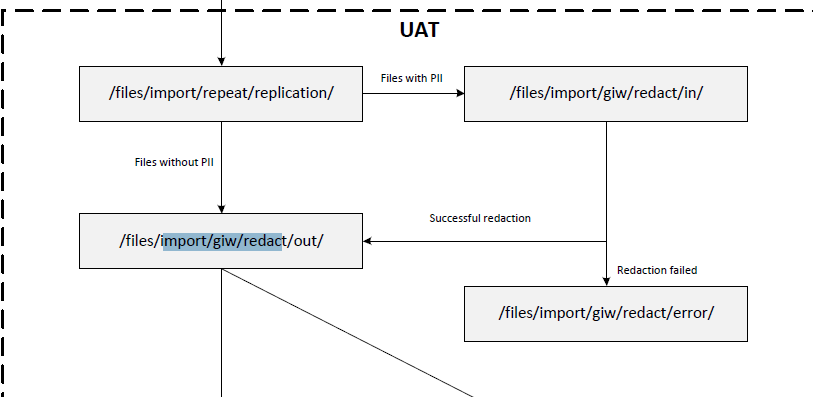 UAT
/files/import/repeat/replication/
Files with PII
/files/import/giw/redact/in/
Files without PII
/files/import/giw/redact/out/
Successful redaction
Redaction failed
/files/import/giw/redact/error/